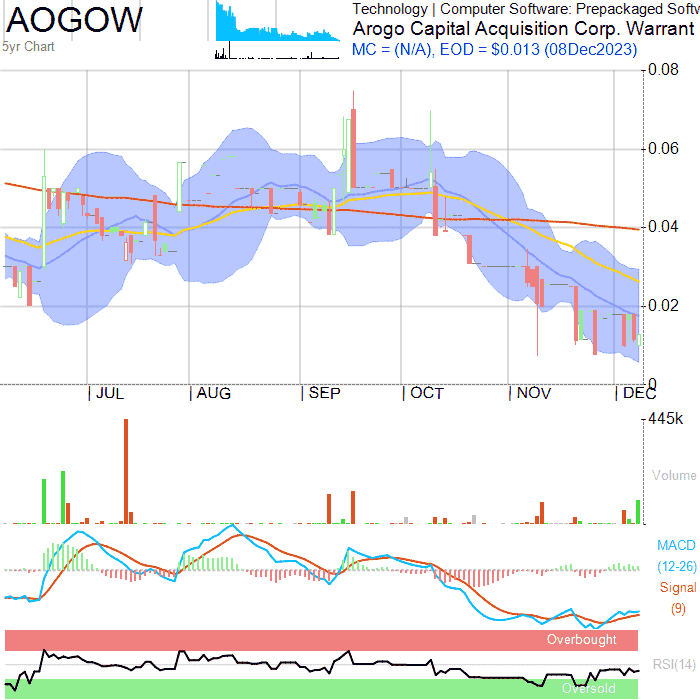 AOGOW
5yr Chart
Technology | Computer Software: Prepackaged Softw
Arogo Capital Acquisition Corp. Warrant
MC = (N/A), EOD = $0.013 (08Dec2023)
0.08
0.06
0.04
0.02
0
| JUL | AUG | SEP | OCT | NOV | DEC
445k
Volume
MACD
(12-26)
Signal
(9)
Overbought
RSI(14)
Oversold